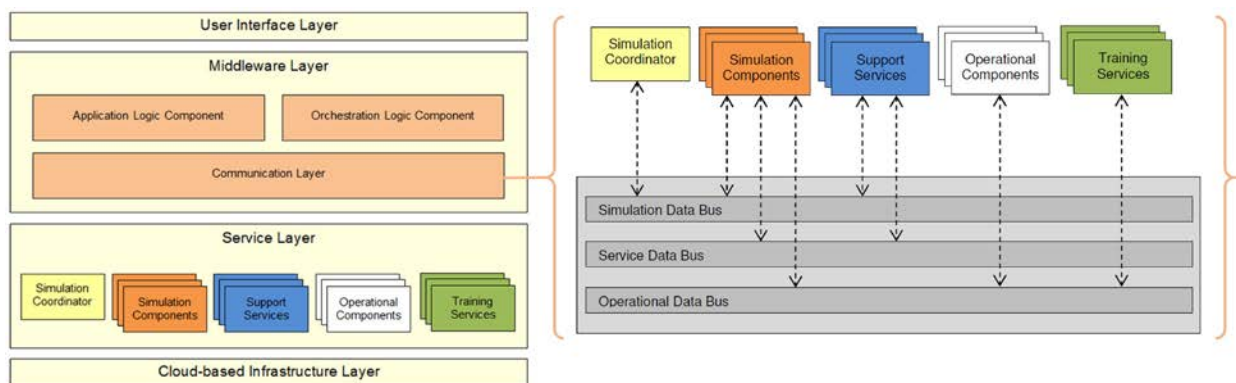 User Interface Layer
Middleware Layer
Application Logic Component
Orchestration Logic Component
Communication Layer
Service Layer
Simulation
Coordinator
Simulation
Components
Support
Services
Operational
Components
Training
Services
Cloud-based Infrastructure Layer
Simulation
Coordinator
Simulation
Components
Support
Services
Operational
Components
Training
Services
Simulation Data Bus
Service Data Bus
Operational Data Bus